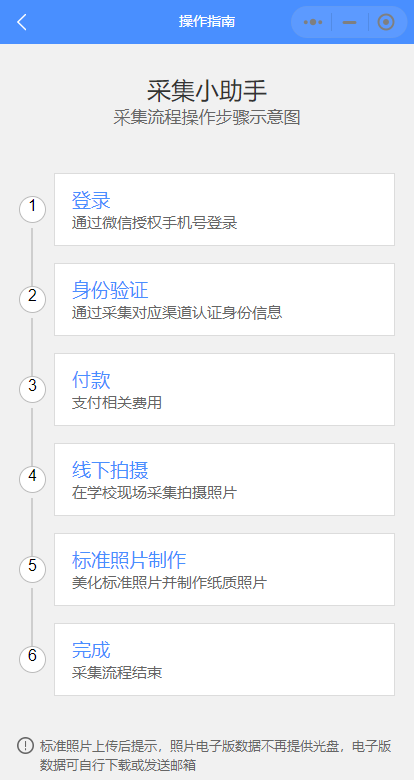 操作指南
采集小助手
采集流程操作步骤示意图
1
登录
通过微信授权手机号登录
2
身份验证
通过采集对应渠道认证身份信息
3
付款
支付相关费用
4
线下拍摄
在学校现场采集拍摄照片
5
标准照片制作
美化标准照片并制作纸质照片
6
完成
采集流程结束
标准照片上传后提示，照片电子版数据不再提供光盘，电子版
数据可自行下载或发送邮箱